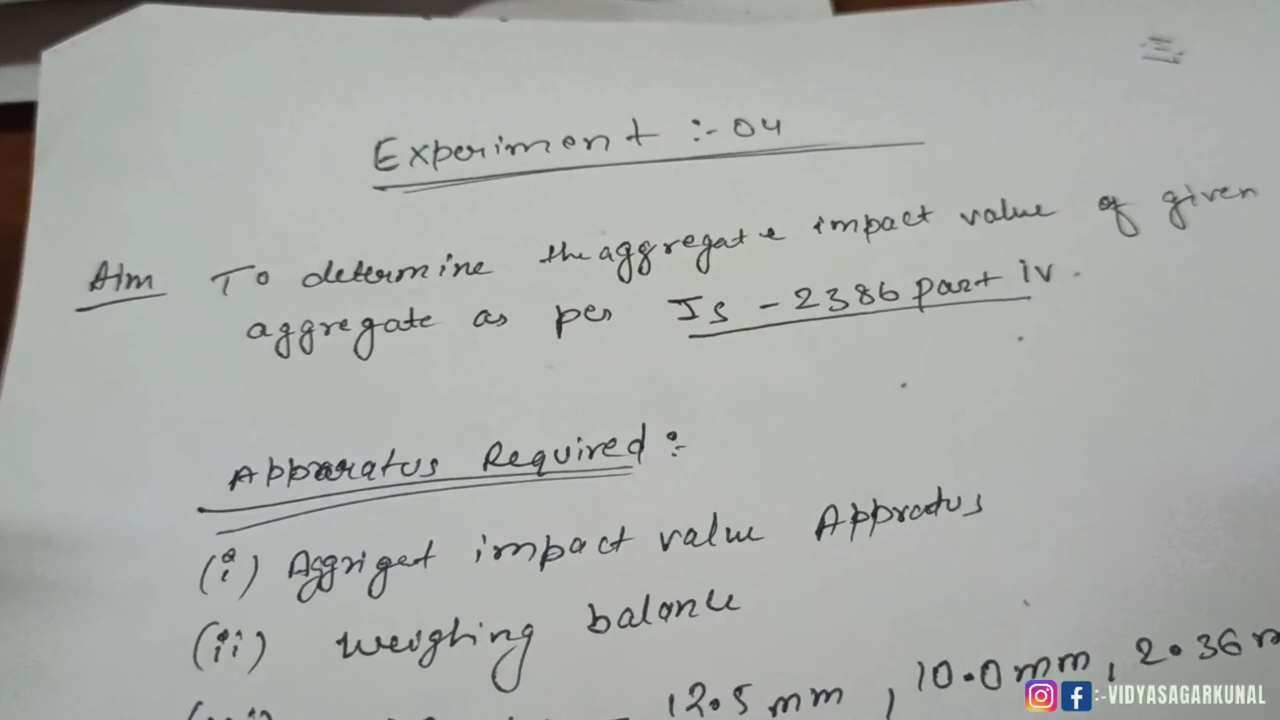 Experiment :- 04
Aim To determine the aggregate impact value of given
aggregate as per IS - 2386 part iv.
Apparatus Required :-
(i) Aggriget impact value Appratus
(ii) weighing balance
12.5 mm, 10.0 mm, 2.36 m
:-VIDYASAGARKUNAL